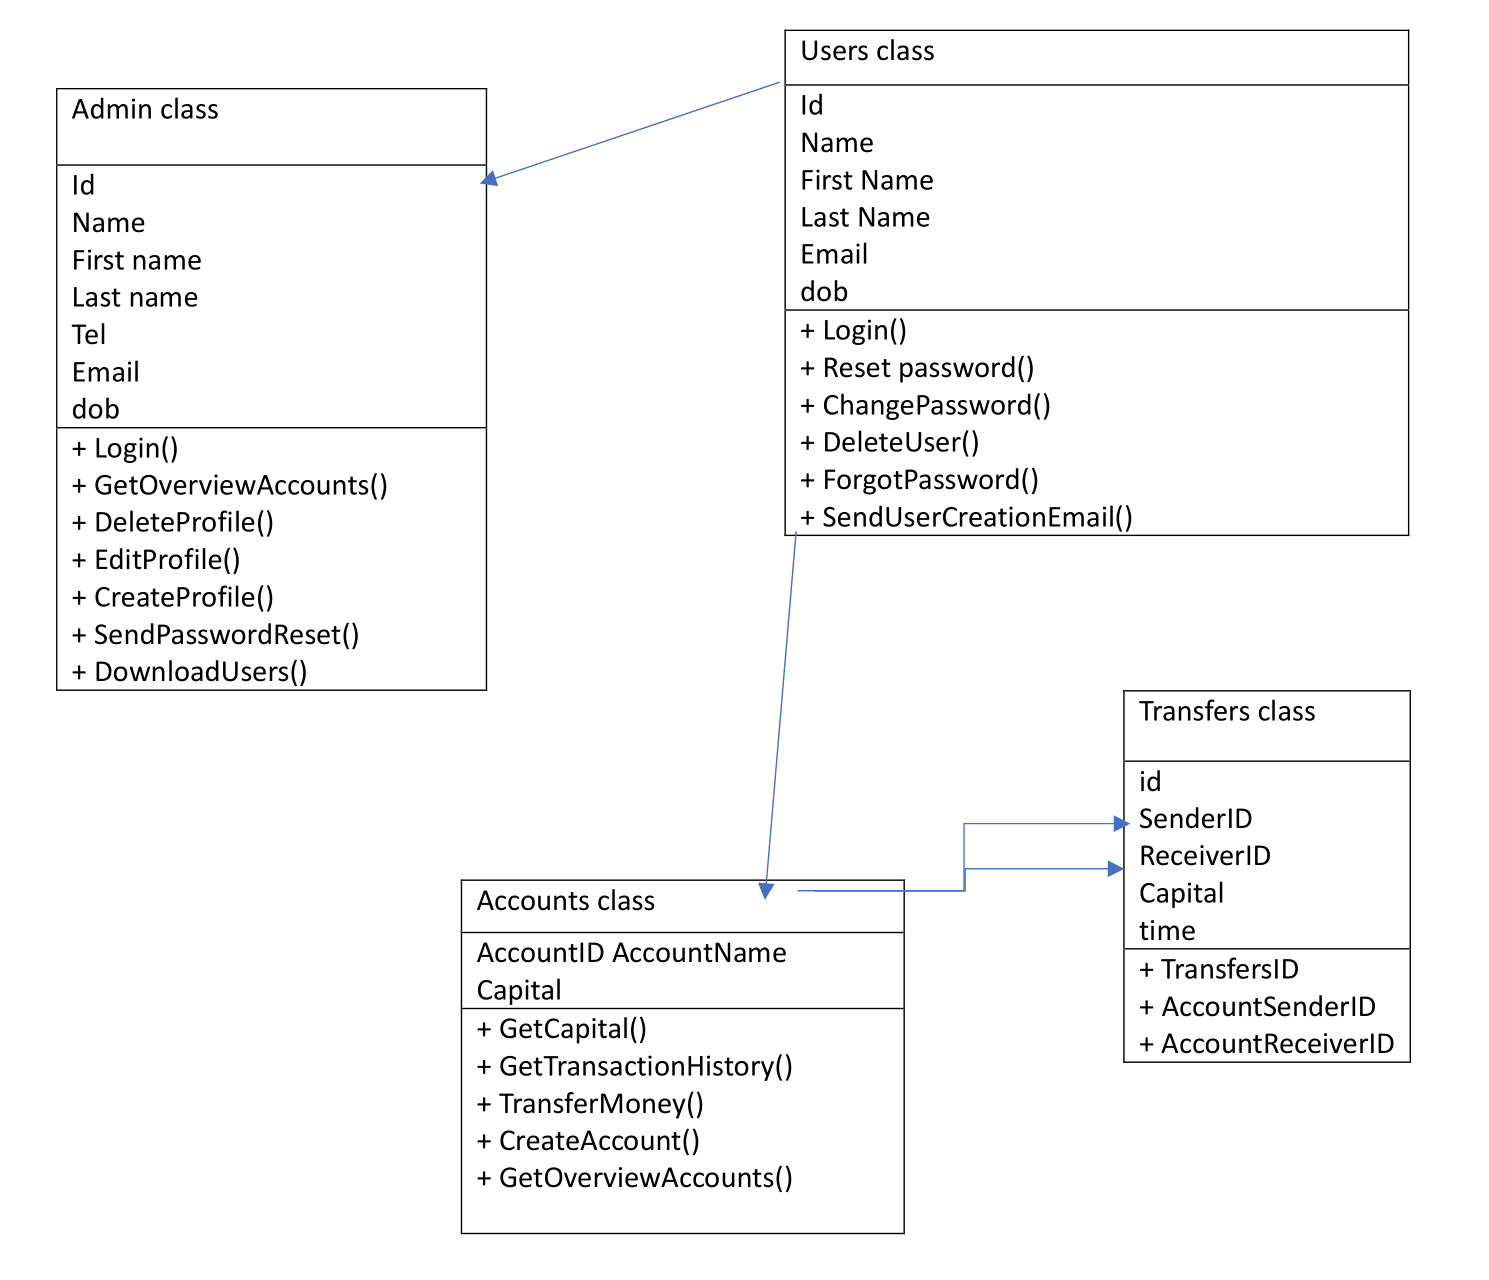 Admin class
Id
Name
First name
Last name
Tel
Email
dob
+ Login()
+ GetOverviewAccounts()
+ DeleteProfile()
+ EditProfile()
+ CreateProfile()
+ SendPasswordReset()
+ DownloadUsers()
Users class
Id
Name
First Name
Last Name
Email
dob
+ Login()
+ Reset password()
+ ChangePassword()
+ DeleteUser()
+ ForgotPassword()
+ SendUserCreationEmail()
Accounts class
AccountID AccountName
Capital
+ GetCapital()
+ GetTransactionHistory()
+ TransferMoney()
+ CreateAccount()
+ GetOverviewAccounts()
Transfers class
id
SenderID
ReceiverID
Capital
time
+ TransfersID
+ AccountSenderID
+ AccountReceiverID